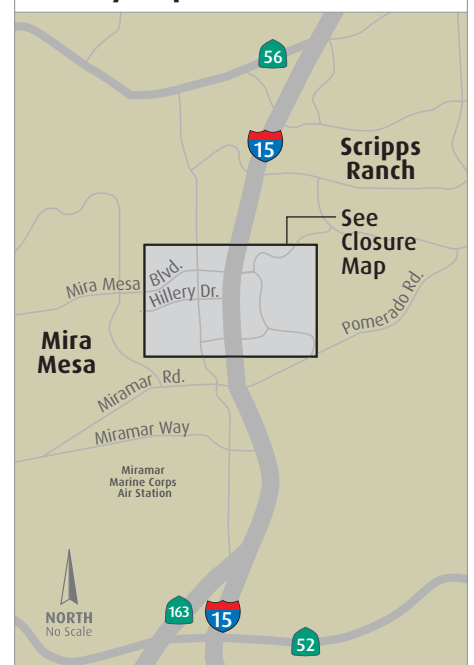 56
15
Scripps
Ranch
See
Closure
Map
Mira Mesa Blvd.
Hillery Dr.
Pomerado Rd.
Mira
Mesa
Miramar Rd.
Miramar Way
Miramar
Marine Corps
Air Station
NORTH
No Scale
163
15
52